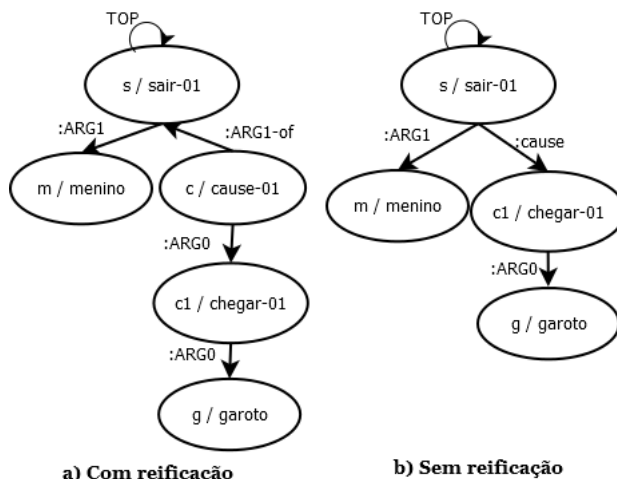 TOP
s / sair-01
:ARG1
:ARG1-of
m / menino
c / cause-01
:ARG0
c1 / chegar-01
:ARG0
g / garoto
a) Com reificação
TOP
s / sair-01
:ARG1
:cause
m / menino
c1 / chegar-01
:ARG0
g / garoto
b) Sem reificação